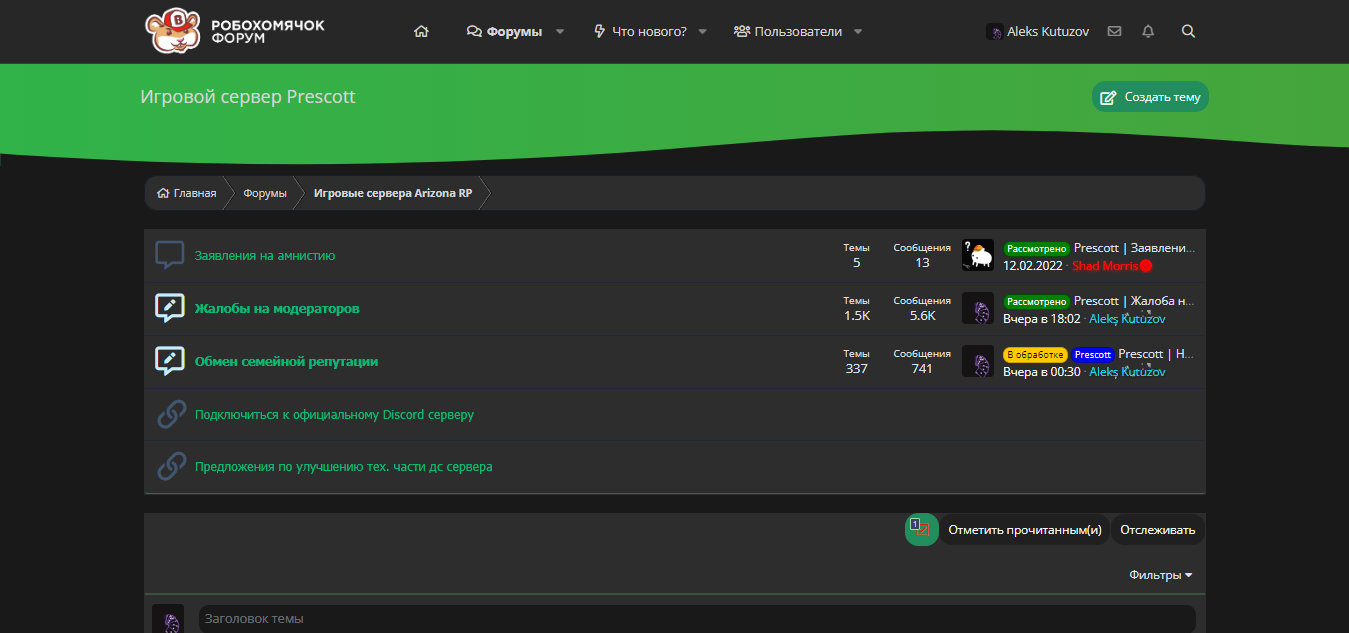 РОБОХОМЯЧОК
ФОРУМ
Форумы
Что нового?
Пользователи
Aleks Kutuzov
Игровой сервер Prescott
Создать тему
Главная
Форумы
Игровые сервера Arizona RP
Заявления на амнистию
Темы
5
Сообщения
13
Рассмотрено Prescott | Заявлени...
12.02.2022 · Shad Morris
Жалобы на модераторов
Темы
1.5K
Сообщения
5.6K
Рассмотрено Prescott | Жалоба н...
Вчера в 18:02 · Aleks Kutuzov
Обмен семейной репутации
Темы
337
Сообщения
741
В обработке Prescott Prescott | Н...
Вчера в 00:30 · Aleks Kutuzov
Подключиться к официальному Discord серверу
Предложения по улучшению тех. части дс сервера
1 2
Отметить прочитанным(и)
Отслеживать
Фильтры
Заголовок темы